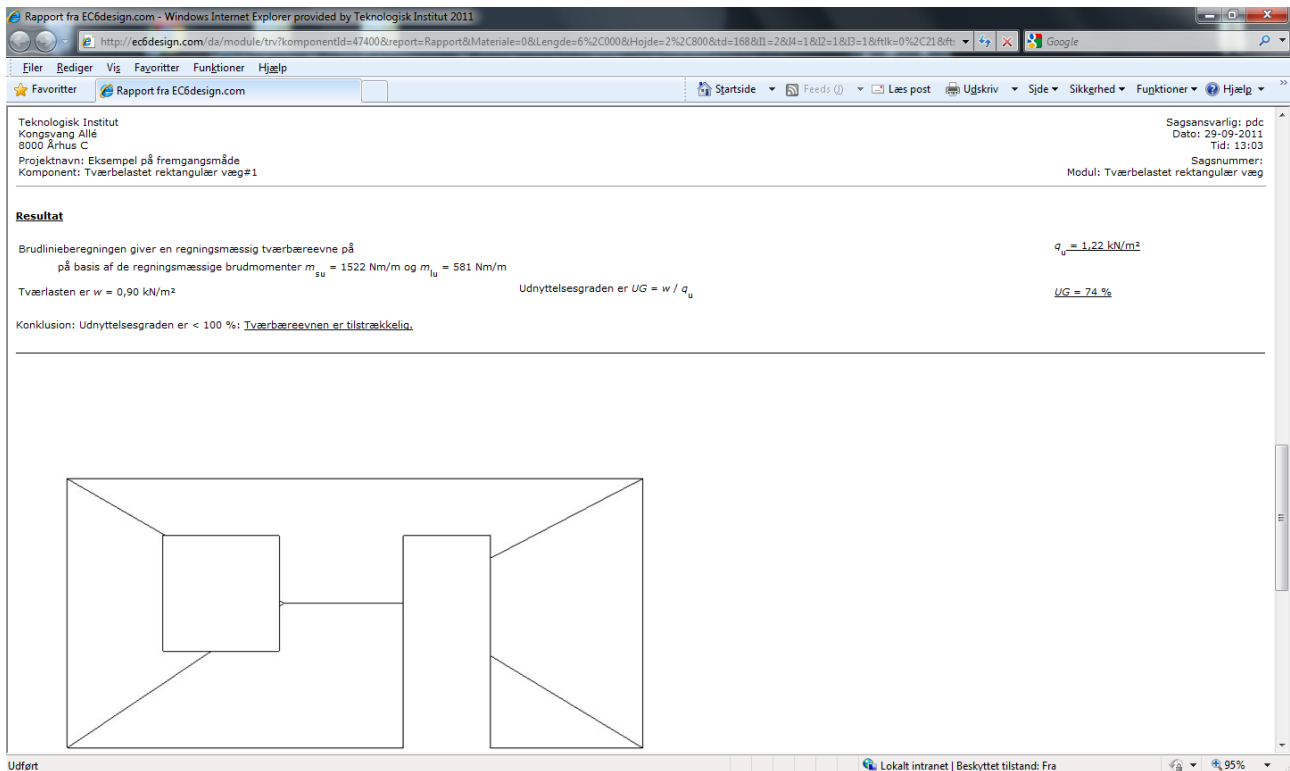 Rapport fra EC6design.com - Windows Internet Explorer provided by Teknologisk Institut 2011
http://ec6design.com/da/module/trv?komponentId=47400&report=Rapport&Materiale=0&Lengde=6%2C000&Hojde=2%2C800&td=168&I1=2&I4=1&I2=1&I3=1&ftlk=0%2C21&ft
Google
Filer Rediger Vis Favoritter Funktioner Hjælp
Favoritter Rapport fra EC6design.com Startside Feeds (J) Læs post Udskriv Side Sikkerhed Funktioner Hjælp
Teknologisk Institut Sagsansvarlig: pdc
Kongsvang Allé Dato: 29-09-2011
8000 Århus C Tid: 13:03
Projektnavn: Eksempel på fremgangsmåde Sagsnummer:
Komponent: Tværbelastet rektangulær væg#1 Modul: Tværbelastet rektangulær væg
Resultat
Brudlinieberegningen giver en regningsmæssig tværbæreevne på qu = 1,22 kN/m²
på basis af de regningsmæssige brudmomenter msu = 1522 Nm/m og mlu = 581 Nm/m
Tværlasten er w = 0,90 kN/m² Udnyttelsesgraden er UG = w / qu UG = 74 %
Konklusion: Udnyttelsesgraden er < 100 %: Tværbæreevnen er tilstrækkelig.
Udført Lokalt intranet | Beskyttet tilstand: Fra 95%